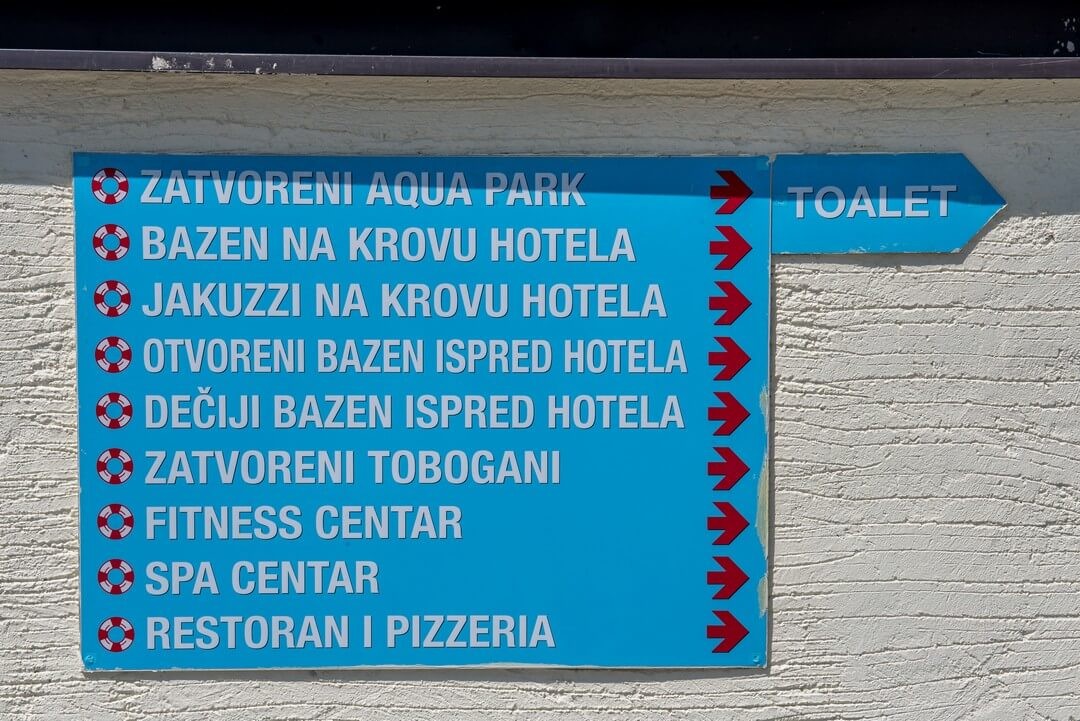 ZATVORENI AQUA PARK
TOALET
BAZEN NA KROVU HOTELA
JAKUZZI NA KROVU HOTELA
OTVORENI BAZEN ISPRED HOTELA
DEČIJI BAZEN ISPRED HOTELA
ZATVORENI TOBOGANI
FITNESS CENTAR
SPA CENTAR
RESTORAN I PIZZERIA